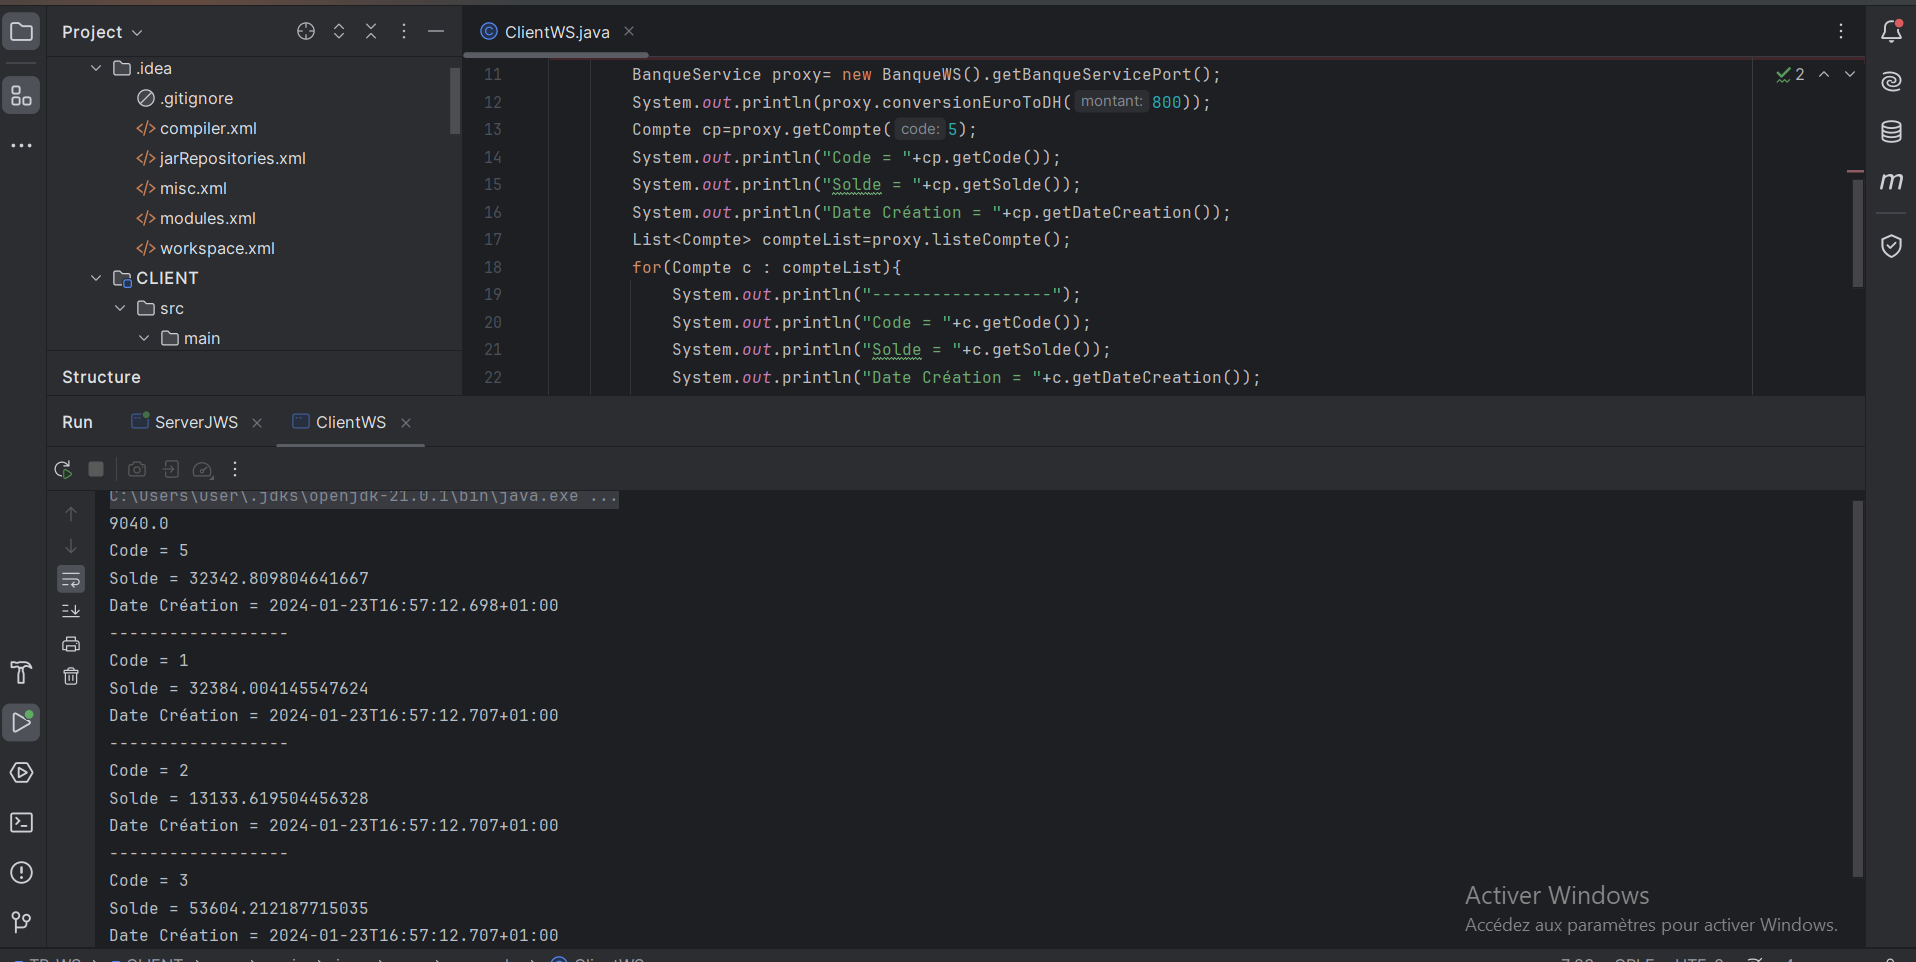 Project
ClientWS.java
.idea
.gitignore
compiler.xml
jarRepositories.xml
misc.xml
modules.xml
workspace.xml
CLIENT
src
main
Structure
11 BanqueService proxy= new BanqueWS().getBanqueServicePort();
12 System.out.println(proxy.conversionEuroToDH( montant: 800));
13 Compte cp=proxy.getCompte( code: 5);
14 System.out.println("Code = "+cp.getCode());
15 System.out.println("Solde = "+cp.getSolde());
16 System.out.println("Date Création = "+cp.getDateCreation());
17 List<Compte> compteList=proxy.listeCompte();
18 for(Compte c : compteList){
19 System.out.println("------------------");
20 System.out.println("Code = "+c.getCode());
21 System.out.println("Solde = "+c.getSolde());
22 System.out.println("Date Création = "+c.getDateCreation());
2
m
Run ServerJWS ClientWS
C:\Users\User\.jdks\openjdk-21.0.1\bin\java.exe ...
9040.0
Code = 5
Solde = 32342.809804641667
Date Création = 2024-01-23T16:57:12.698+01:00
------------------
Code = 1
Solde = 32384.004145547624
Date Création = 2024-01-23T16:57:12.707+01:00
------------------
Code = 2
Solde = 13133.619504456328
Date Création = 2024-01-23T16:57:12.707+01:00
------------------
Code = 3
Solde = 53604.212187715035
Date Création = 2024-01-23T16:57:12.707+01:00
Activer Windows
Accédez aux paramètres pour activer Windows.